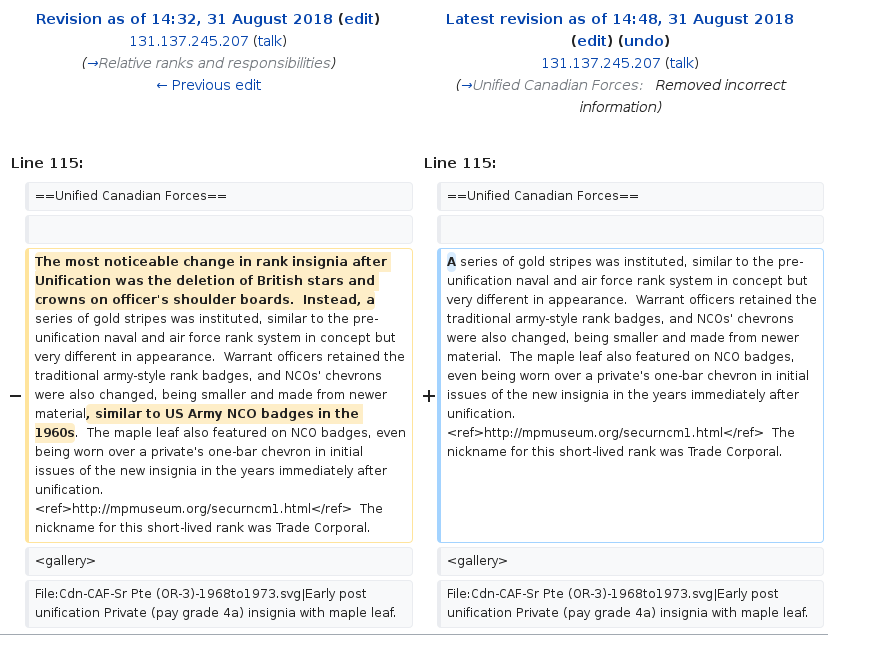 Revision as of 14:32, 31 August 2018 (edit)
131.137.245.207 (talk)
(→Relative ranks and responsibilities)
← Previous edit
Latest revision as of 14:48, 31 August 2018
(edit) (undo)
131.137.245.207 (talk)
(→Unified Canadian Forces: Removed incorrect
information)
Line 115:
Line 115:
==Unified Canadian Forces==
==Unified Canadian Forces==
−
The most noticeable change in rank insignia after
Unification was the deletion of British stars and
crowns on officer's shoulder boards.  Instead, a
series of gold stripes was instituted, similar to the pre-
unification naval and air force rank system in concept but
very different in appearance.  Warrant officers retained the
traditional army-style rank badges, and NCOs' chevrons
were also changed, being smaller and made from newer
material, similar to US Army NCO badges in the
1960s.  The maple leaf also featured on NCO badges, even
being worn over a private's one-bar chevron in initial
issues of the new insignia in the years immediately after
unification.
<ref>http://mpmuseum.org/securncm1.html</ref>  The
nickname for this short-lived rank was Trade Corporal.
+
A series of gold stripes was instituted, similar to the pre-
unification naval and air force rank system in concept but
very different in appearance.  Warrant officers retained the
traditional army-style rank badges, and NCOs' chevrons
were also changed, being smaller and made from newer
material.  The maple leaf also featured on NCO badges,
even being worn over a private's one-bar chevron in initial
issues of the new insignia in the years immediately after
unification.
<ref>http://mpmuseum.org/securncm1.html</ref>  The
nickname for this short-lived rank was Trade Corporal.
<gallery>
<gallery>
File:Cdn-CAF-Sr Pte (OR-3)-1968to1973.svg|Early post
unification Private (pay grade 4a) insignia with maple leaf.
File:Cdn-CAF-Sr Pte (OR-3)-1968to1973.svg|Early post
unification Private (pay grade 4a) insignia with maple leaf.